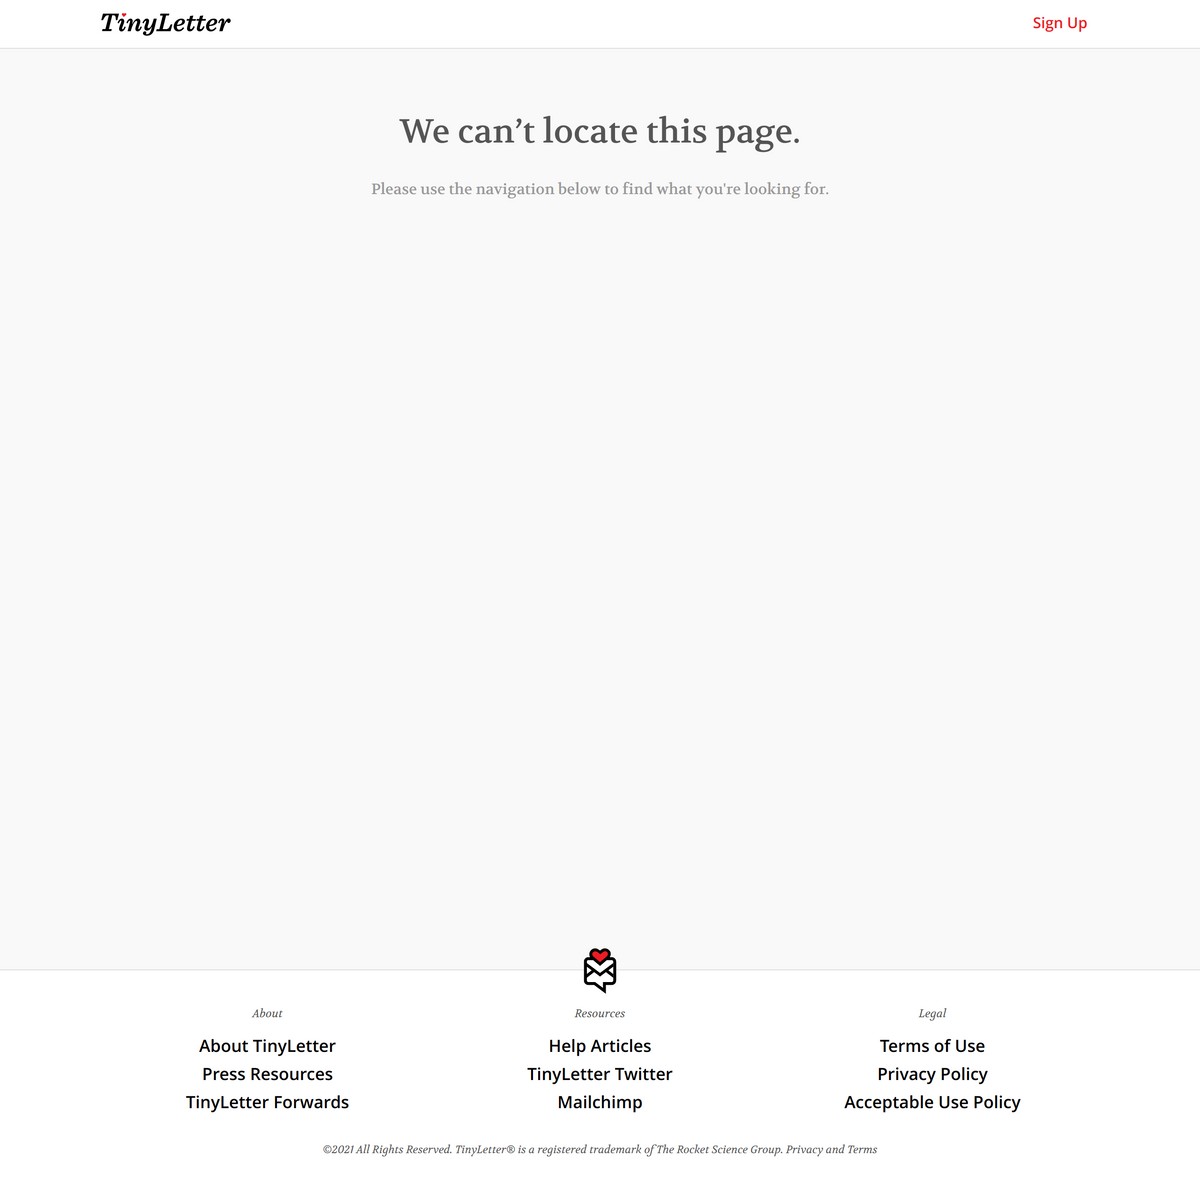 TinyLetter
Sign Up
We can’t locate this page.
Please use the navigation below to find what you're looking for.
About
About TinyLetter
Press Resources
TinyLetter Forwards
Resources
Help Articles
TinyLetter Twitter
Mailchimp
Legal
Terms of Use
Privacy Policy
Acceptable Use Policy
©2021 All Rights Reserved. TinyLetter® is a registered trademark of The Rocket Science Group. Privacy and Terms